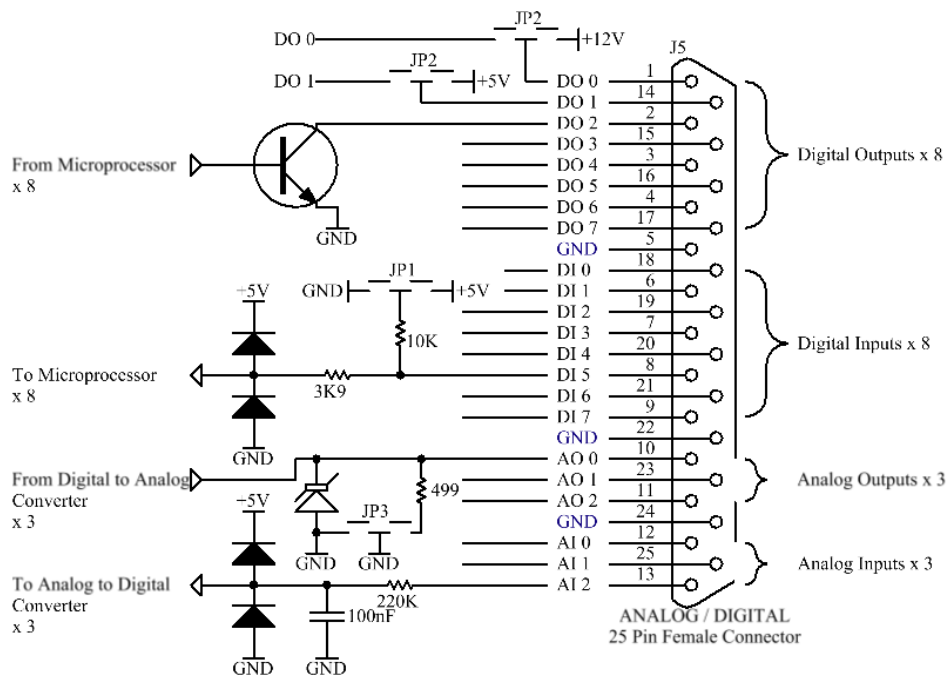 JP2
DO 0 +12V
JP2 J5
DO 1 +5V DO 0 1
DO 1 14
DO 2 2
DO 3 15
From Microprocessor
x 8
DO 4 3
DO 5 16
DO 6 4
DO 7 17
Digital Outputs x 8
GND
GND 5
DI 0 18
JP1
GND +5V
DI 1 6
+5V
DI 2 19
10K
DI 3 7
Digital Inputs x 8
DI 4 20
To Microprocessor
x 8
3K9
DI 5 8
DI 6 21
DI 7 9
GND
GND 22
AO 0 10
From Digital to Analog
Converter
x 3
AO 1 23
Analog Outputs x 3
499
+5V
AO 2 11
JP3
GND 24
GND GND
AI 0 12
AI 1 25
Analog Inputs x 3
To Analog to Digital
Converter
x 3
220K
AI 2 13
100nF
GND GND
ANALOG / DIGITAL
25 Pin Female Connector